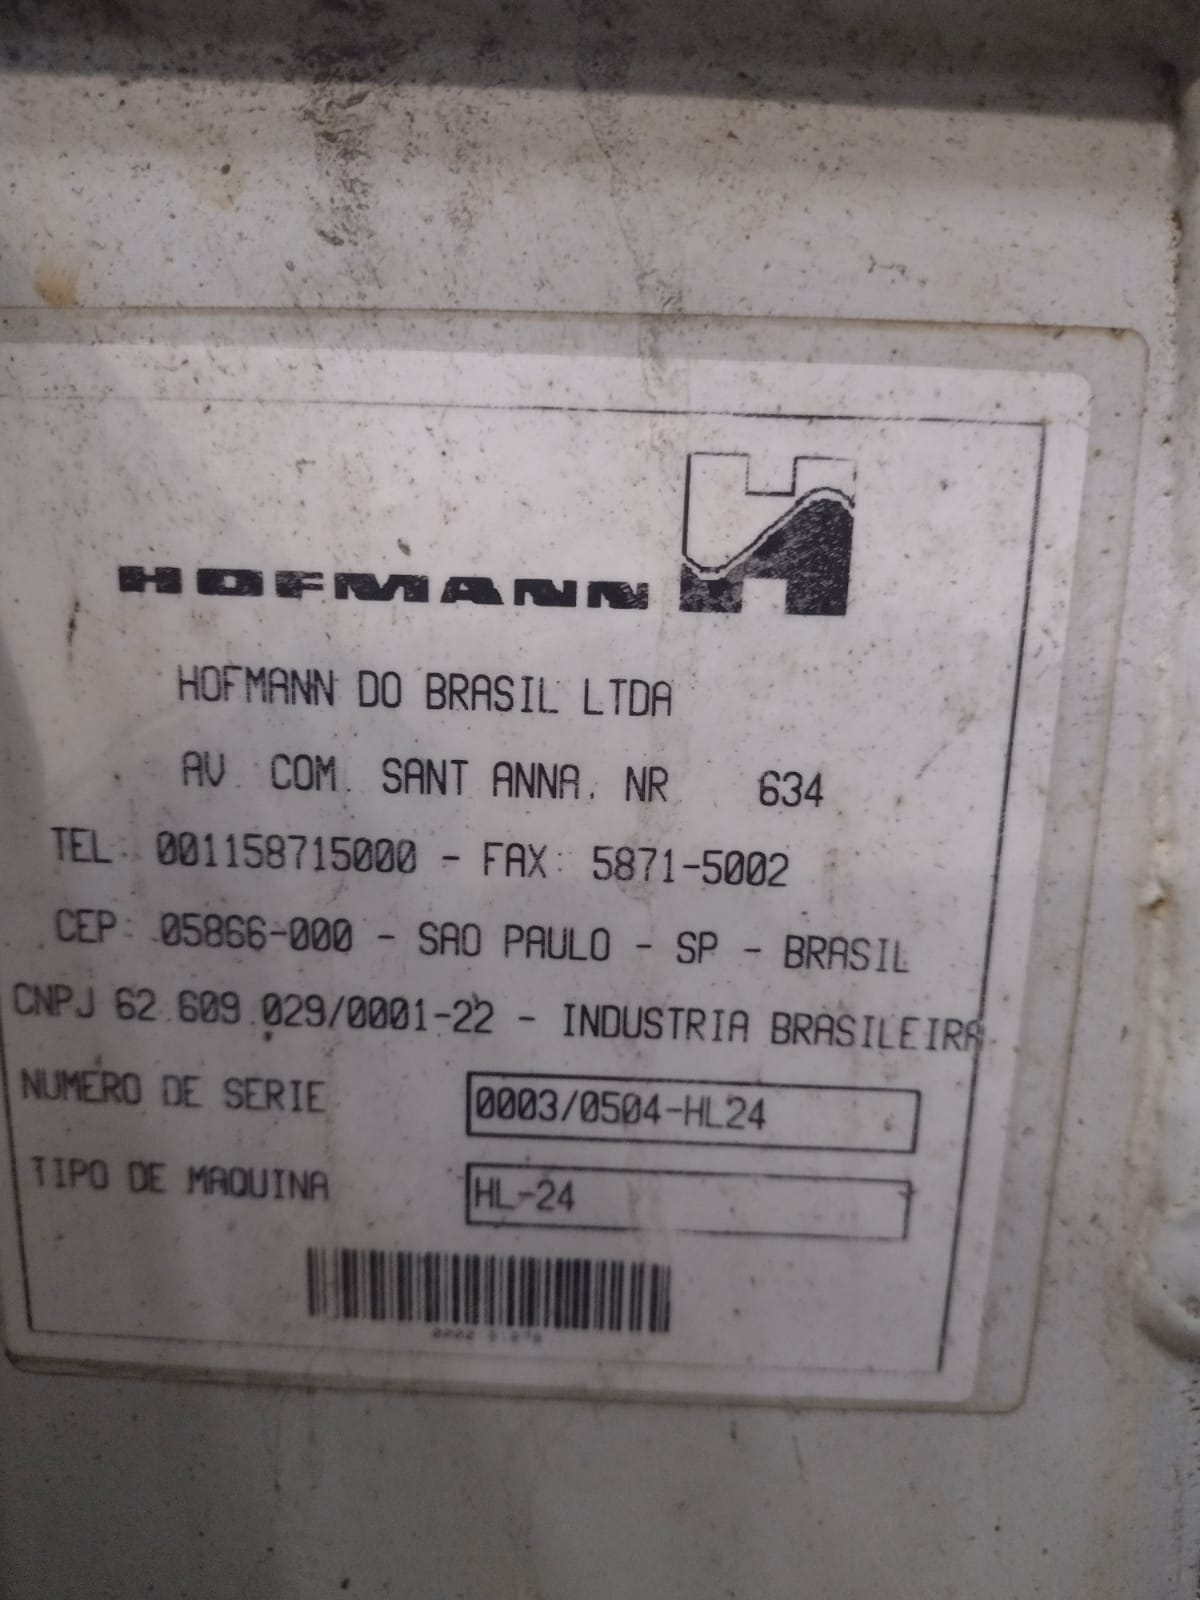 HOFMANN
HOFMANN DO BRASIL LTDA
AV. COM. SANT ANNA, NR 634
TEL: 001158715000 - FAX: 5871-5002
CEP: 05866-000 - SAO PAULO - SP - BRASIL
CNPJ 62.609.029/0001-22 - INDUSTRIA BRASILEIRA
NUMERO DE SERIE 0003/0504-HL24
TIPO DE MAQUINA HL-24